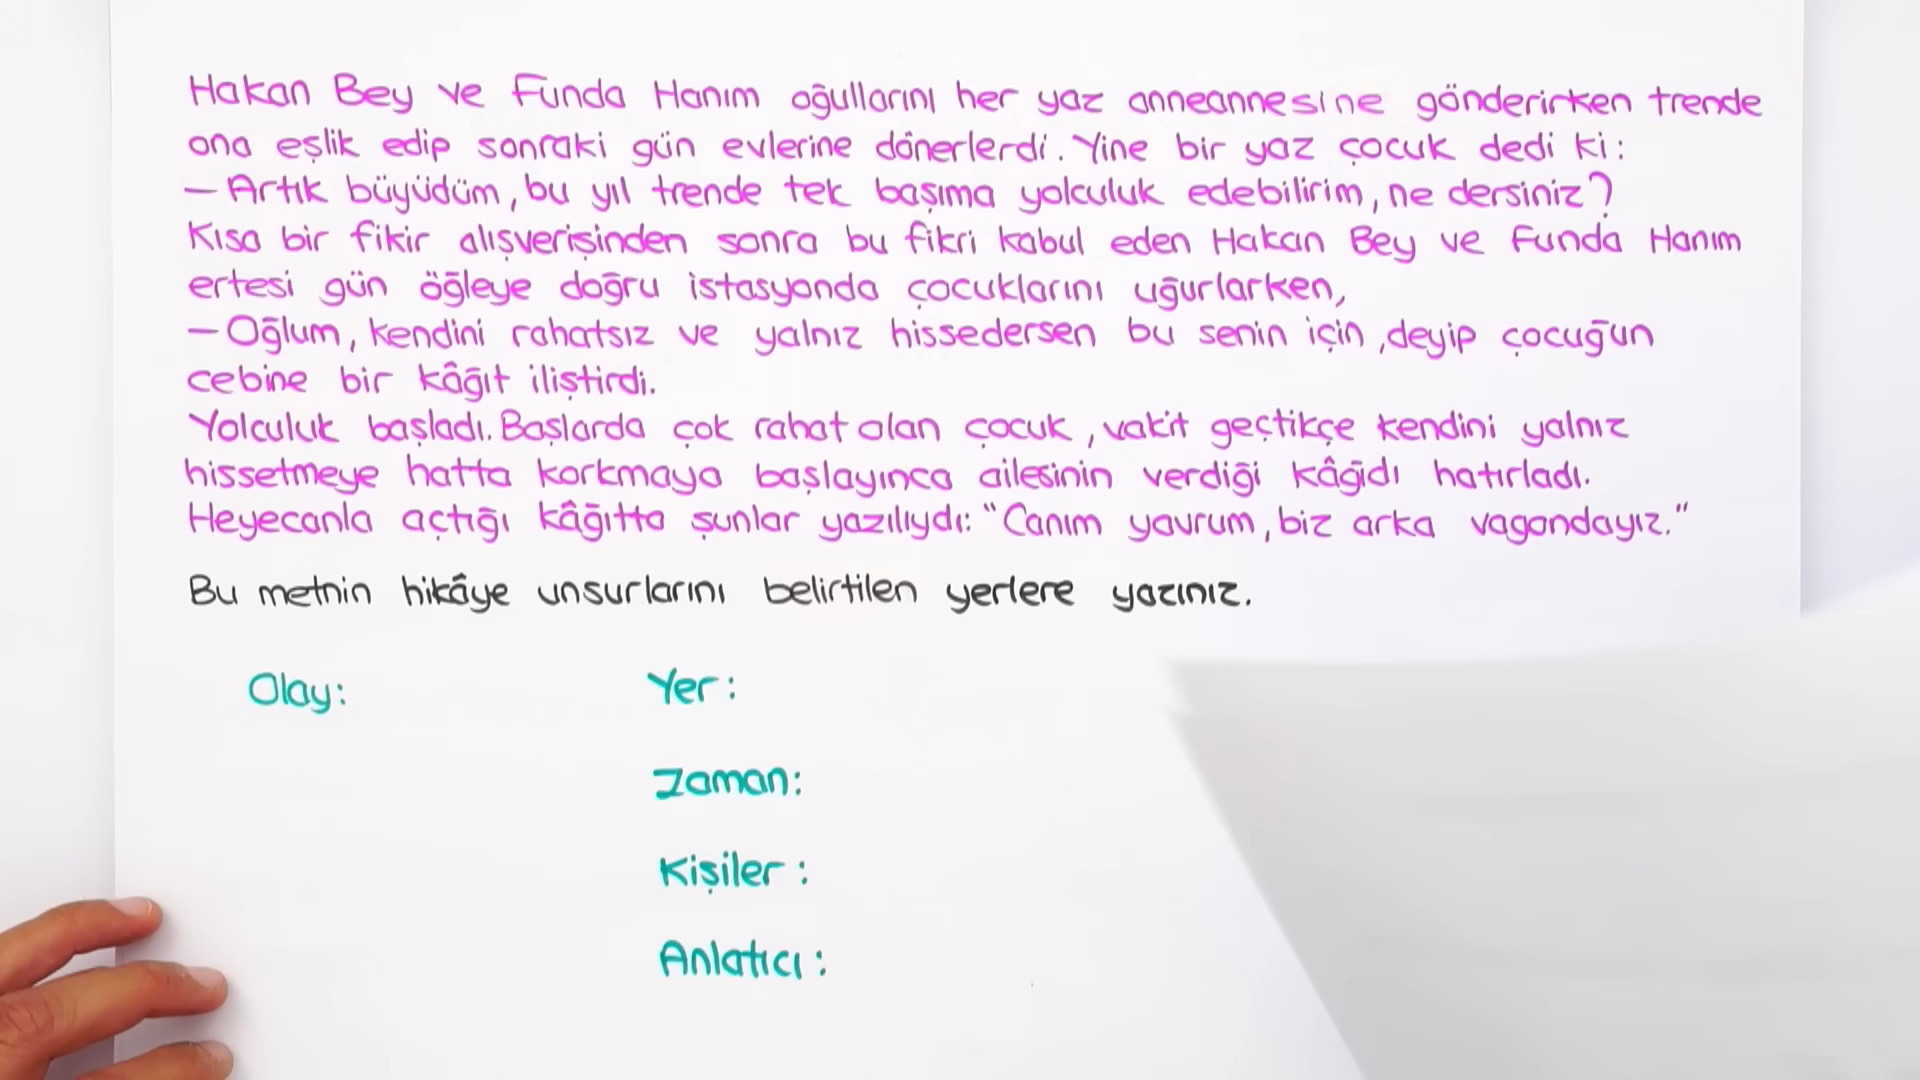 Hakan Bey ve Funda Hanım oğullarını her yaz anneannesine gönderirken trende
ona eşlik edip sonraki gün evlerine dönerlerdi. Yine bir yaz çocuk dedi ki:
— Artık büyüdüm, bu yıl trende tek başıma yolculuk edebilirim, ne dersiniz?
Kısa bir fikir alışverişinden sonra bu fikri kabul eden Hakan Bey ve Funda Hanım
ertesi gün öğleye doğru istasyonda çocuklarını uğurlarken,
— Oğlum, kendini rahatsız ve yalnız hissedersen bu senin için, deyip çocuğun
cebine bir kâğıt iliştirdi.
Yolculuk başladı. Başlarda çok rahat olan çocuk, vakit geçtikçe kendini yalnız
hissetmeye hatta korkmaya başlayınca ailesinin verdiği kâğıdı hatırladı.
Heyecanla açtığı kâğıtta şunlar yazılıydı: “Canım yavrum, biz arka vagondayız.”
Bu metnin hikâye unsurlarını belirtilen yerlere yazınız.
Olay:
Yer:
Zaman:
Kişiler:
Anlatıcı: